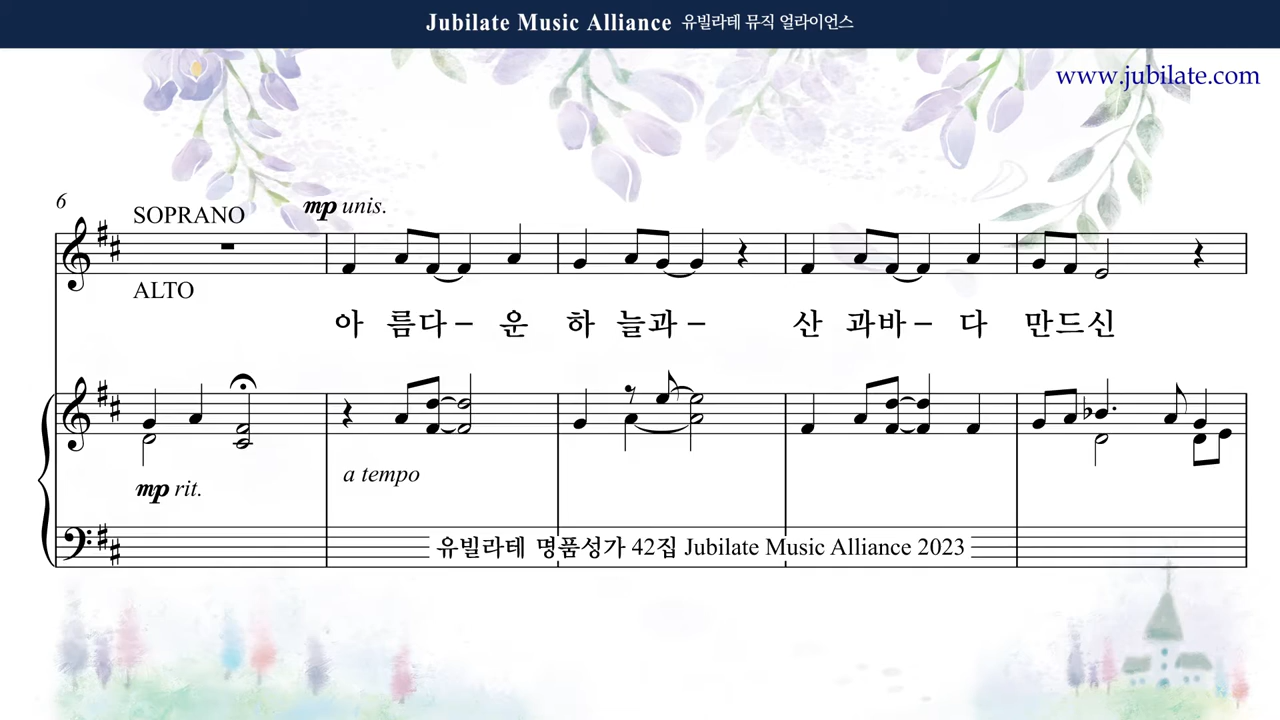 Jubilate Music Alliance 유빌라테 뮤직 얼라이언스
www.jubilate.com
6
SOPRANO
mp unis.
ALTO
아 름다– 운 하 늘과– 산 과바– 다 만드신
a tempo
mp rit.
유빌라테 명품성가 42집 Jubilate Music Alliance 2023